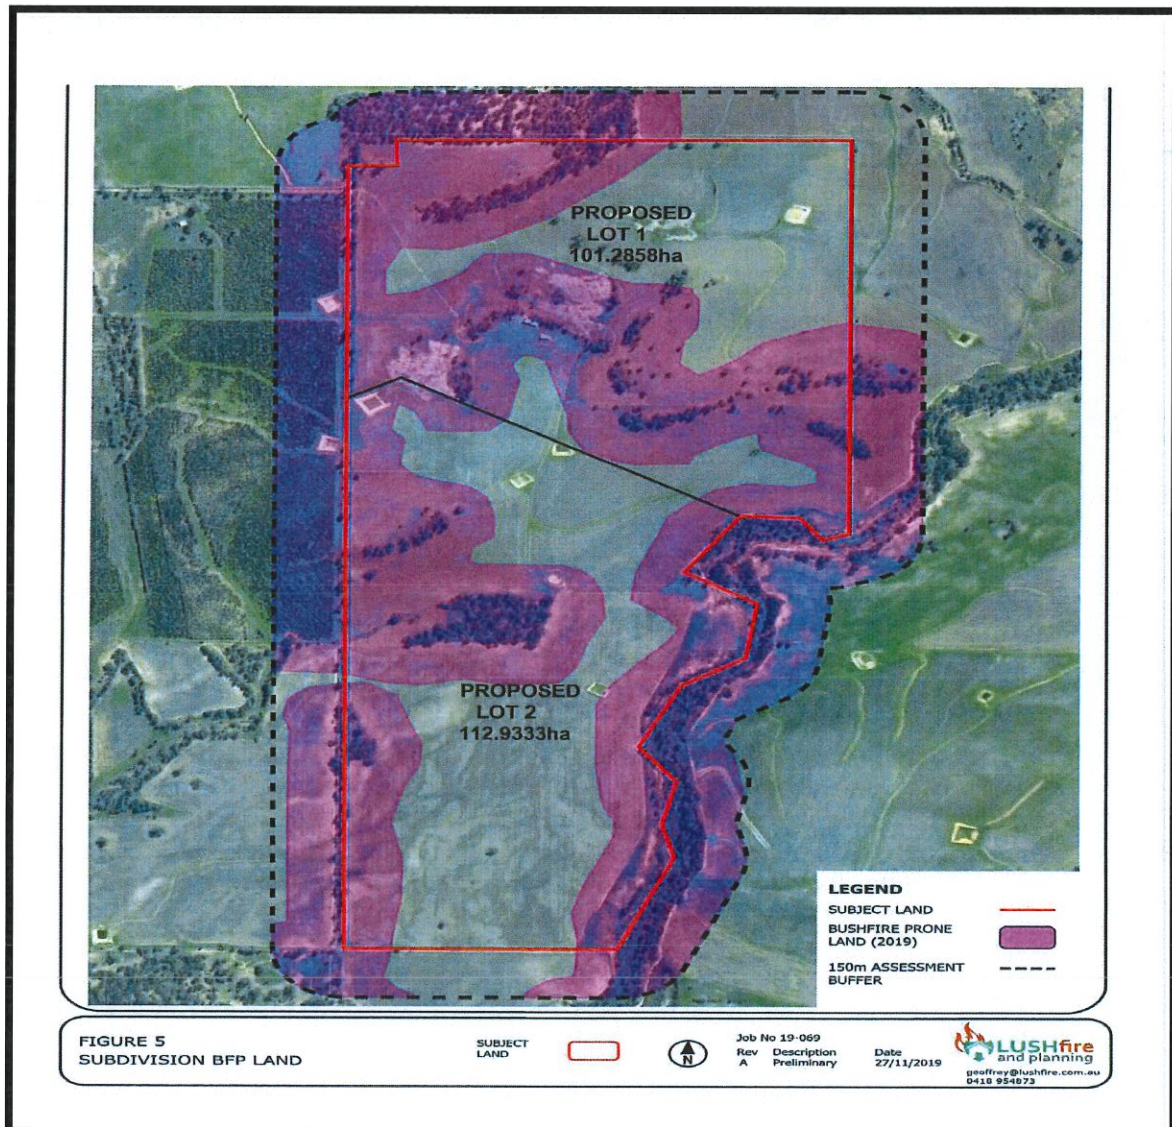 PROPOSED
LOT 1
101.2858ha
PROPOSED
LOT 2
112.9333ha
LEGEND
SUBJECT LAND
BUSHFIRE PRONE
LAND (2019)
150m ASSESSMENT
BUFFER
FIGURE 5
SUBDIVISION BFP LAND
SUBJECT
LAND
N
Job No 19-069
Rev Description Date
A Preliminary 27/11/2019
LUSHfire
and planning
geoffrey@lushfire.com.au
0418 954873